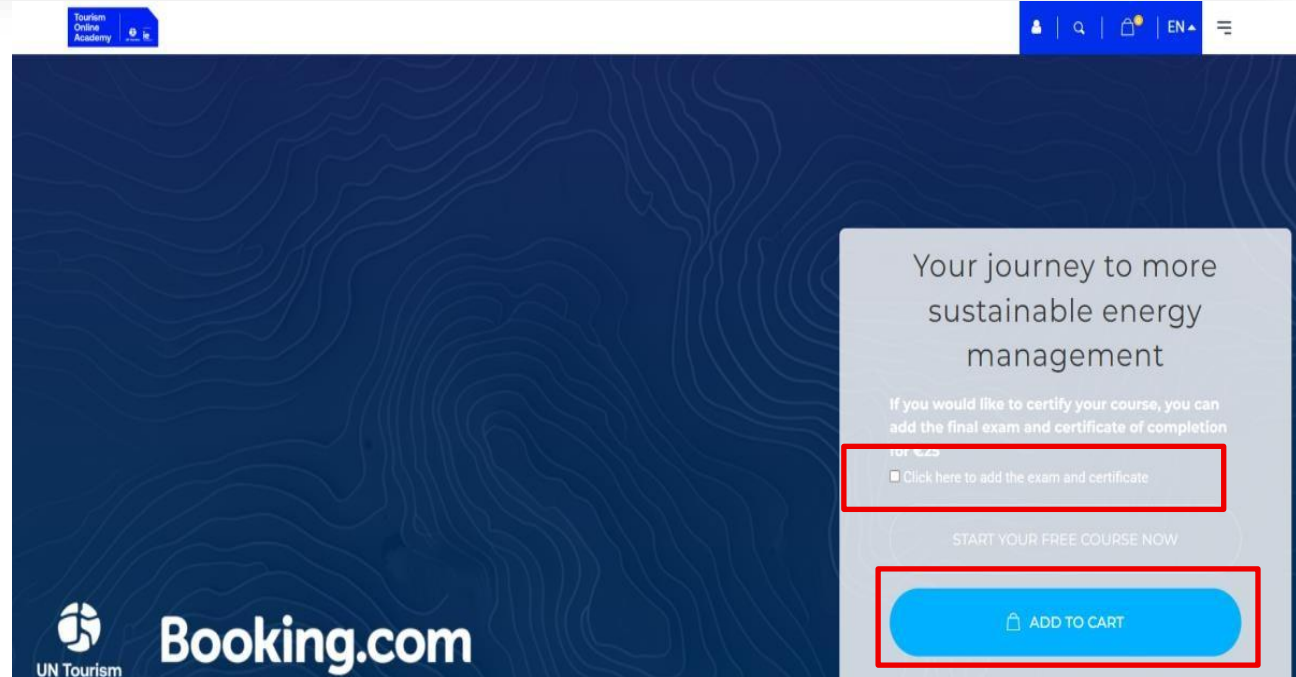 Tourism
Online
Academy
EN
Your journey to more
sustainable energy
management
If you would like to certify your course, you can
add the final exam and certificate of completion
for €25
Click here to add the exam and certificate
START YOUR FREE COURSE NOW
ADD TO CART
UN Tourism
Booking.com